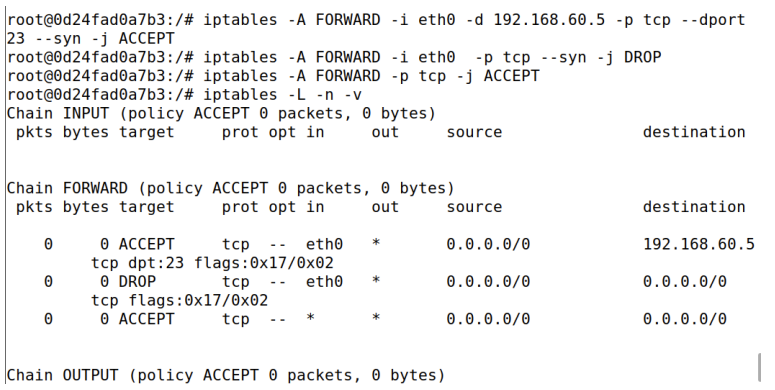 root@0d24fad0a7b3:/# iptables -A FORWARD -i eth0 -d 192.168.60.5 -p tcp --dport
23 --syn -j ACCEPT
root@0d24fad0a7b3:/# iptables -A FORWARD -i eth0  -p tcp --syn -j DROP
root@0d24fad0a7b3:/# iptables -A FORWARD -p tcp -j ACCEPT
root@0d24fad0a7b3:/# iptables -L -n -v
Chain INPUT (policy ACCEPT 0 packets, 0 bytes)
 pkts bytes target     prot opt in     out     source               destination
Chain FORWARD (policy ACCEPT 0 packets, 0 bytes)
 pkts bytes target     prot opt in     out     source               destination
    0     0 ACCEPT     tcp  --  eth0   *       0.0.0.0/0            192.168.60.5
         tcp dpt:23 flags:0x17/0x02
    0     0 DROP       tcp  --  eth0   *       0.0.0.0/0            0.0.0.0/0
         tcp flags:0x17/0x02
    0     0 ACCEPT     tcp  --  *      *       0.0.0.0/0            0.0.0.0/0
Chain OUTPUT (policy ACCEPT 0 packets, 0 bytes)